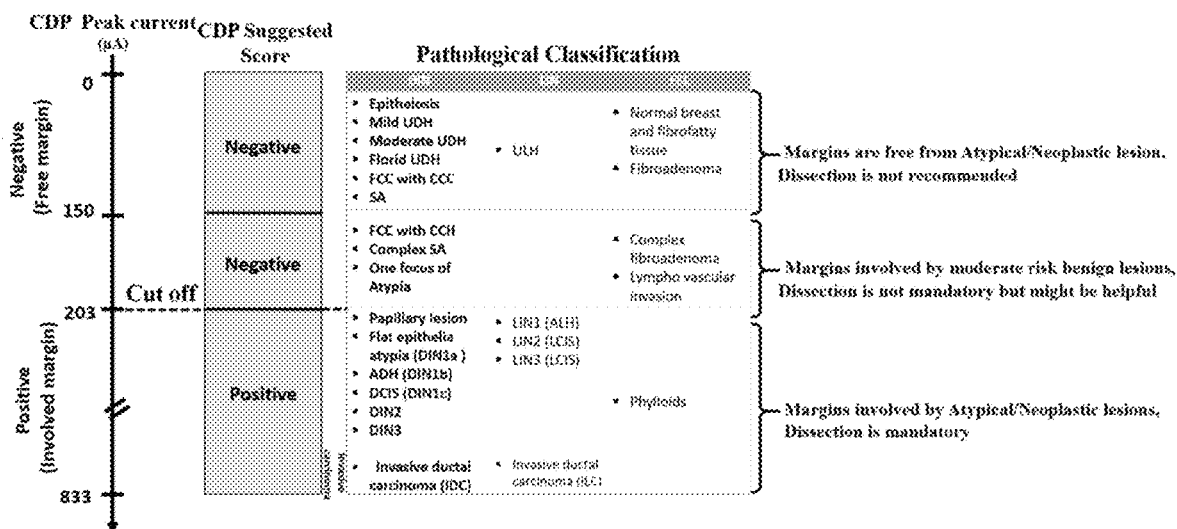 CDP Peak current
(μA)
CDP Suggested
Score
Pathological Classification
0
150
203
833
Negative
(Free margin)
Positive
(Involved margin)
Cut off
Negative
Negative
Positive
Epitheiosis
Mild UDH
Moderate UDH
Florid UDH
FCC with CCC
SA
ULH
Normal breast
and fibrofatty
tissue
Fibroadenoma
Margins are free from Atypical/Neoplastic lesion,
Dissection is not recommended
FCC with CCH
Complex SA
One focus of
Atypia
Complex
fibroadenoma
Lympho vascular
invasion
Margins involved by moderate risk benign lesions,
Dissection is not mandatory but might be helpful
Papillary lesion
Flat epithelia
atypia (DIN1a )
ADH (DIN1b)
DCIS (DIN1c)
DIN2
DIN3
LIN1 (ALH)
LIN2 (LCIS)
LIN3 (LCIS)
Phylloids
Margins involved by Atypical/Neoplastic lesions,
Dissection is mandatory
Invasive
carcinoma
Invasive ductal
carcinoma (IDC)
Invasive ductal
carcinoma (ILC)